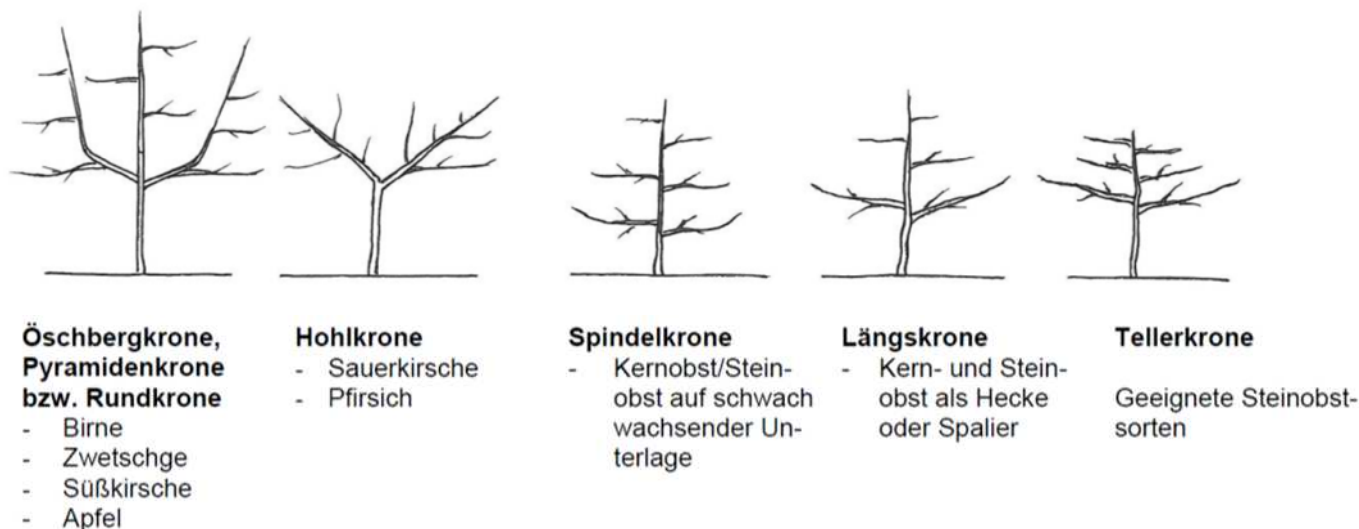 Öschbergkrone,
Pyramidenkrone
bzw. Rundkrone
- Birne
- Zwetschge
- Süßkirsche
- Apfel
Hohlkrone
- Sauerkirsche
- Pfirsich
Spindelkrone
- Kernobst/Stein-
obst auf schwach
wachsender Un-
terlage
Längskrone
- Kern- und Stein-
obst als Hecke
oder Spalier
Tellerkrone
Geeignete Steinobst-
sorten